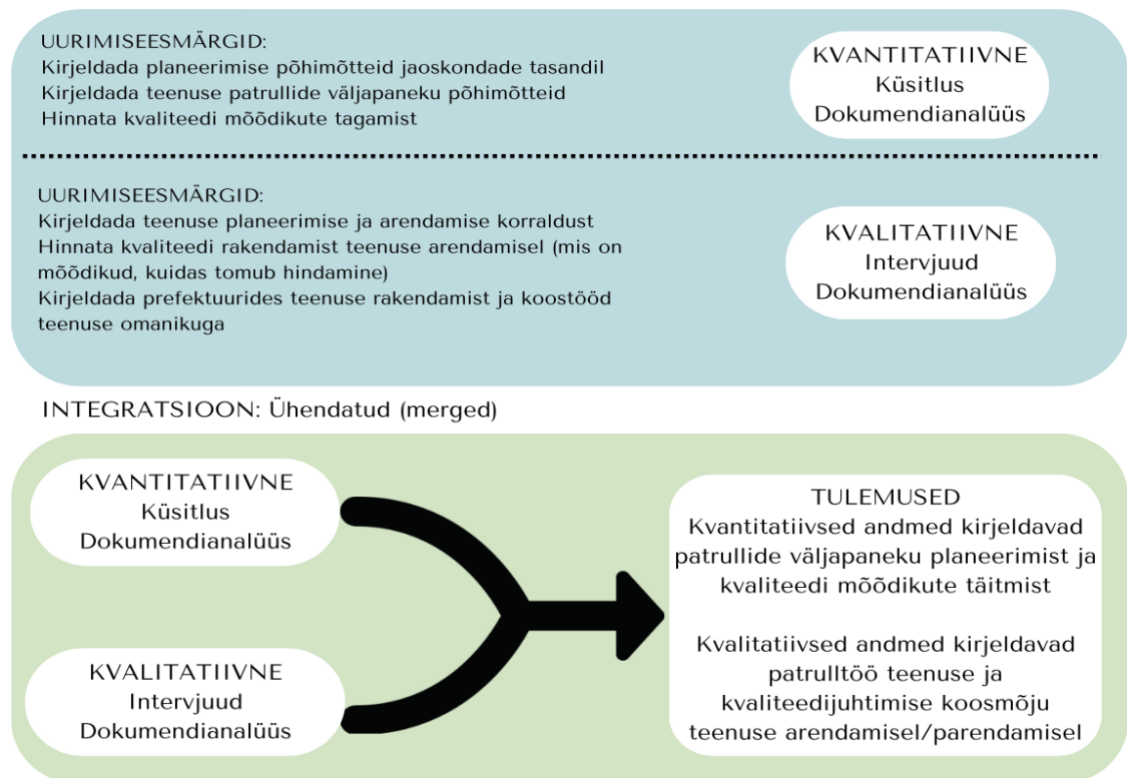 UURIMISEESMÄRGID:
Kirjeldada planeerimise põhimõtteid jaoskondade tasandil
Kirjeldada teenuse patrullide väljapaneku põhimõtteid
Hinnata kvaliteedi mõõdikute tagamist
KVANTITATIIVNE
Küsitlus
Dokumendianalüüs
UURIMISEESMÄRGID:
Kirjeldada teenuse planeerimise ja arendamise korraldust
Hinnata kvaliteedi rakendamist teenuse arendamisel (mis on
mõõdikud, kuidas tomub hindamine)
Kirjeldada prefektuurides teenuse rakendamist ja koostööd
teenuse omanikuga
KVALITATIIVNE
Intervjuud
Dokumendianalüüs
INTEGRATSIOON: Ühendatud (merged)
KVANTITATIIVNE
Küsitlus
Dokumendianalüüs
KVALITATIIVNE
Intervjuud
Dokumendianalüüs
TULEMUSED
Kvantitatiivsed andmed kirjeldavad
patrullide väljapaneku planeerimist ja
kvaliteedi mõõdikute täitmist
Kvalitatiivsed andmed kirjeldavad
patrulltöö teenuse ja
kvaliteedijuhtimise koosmõju
teenuse arendamisel/parendamisel